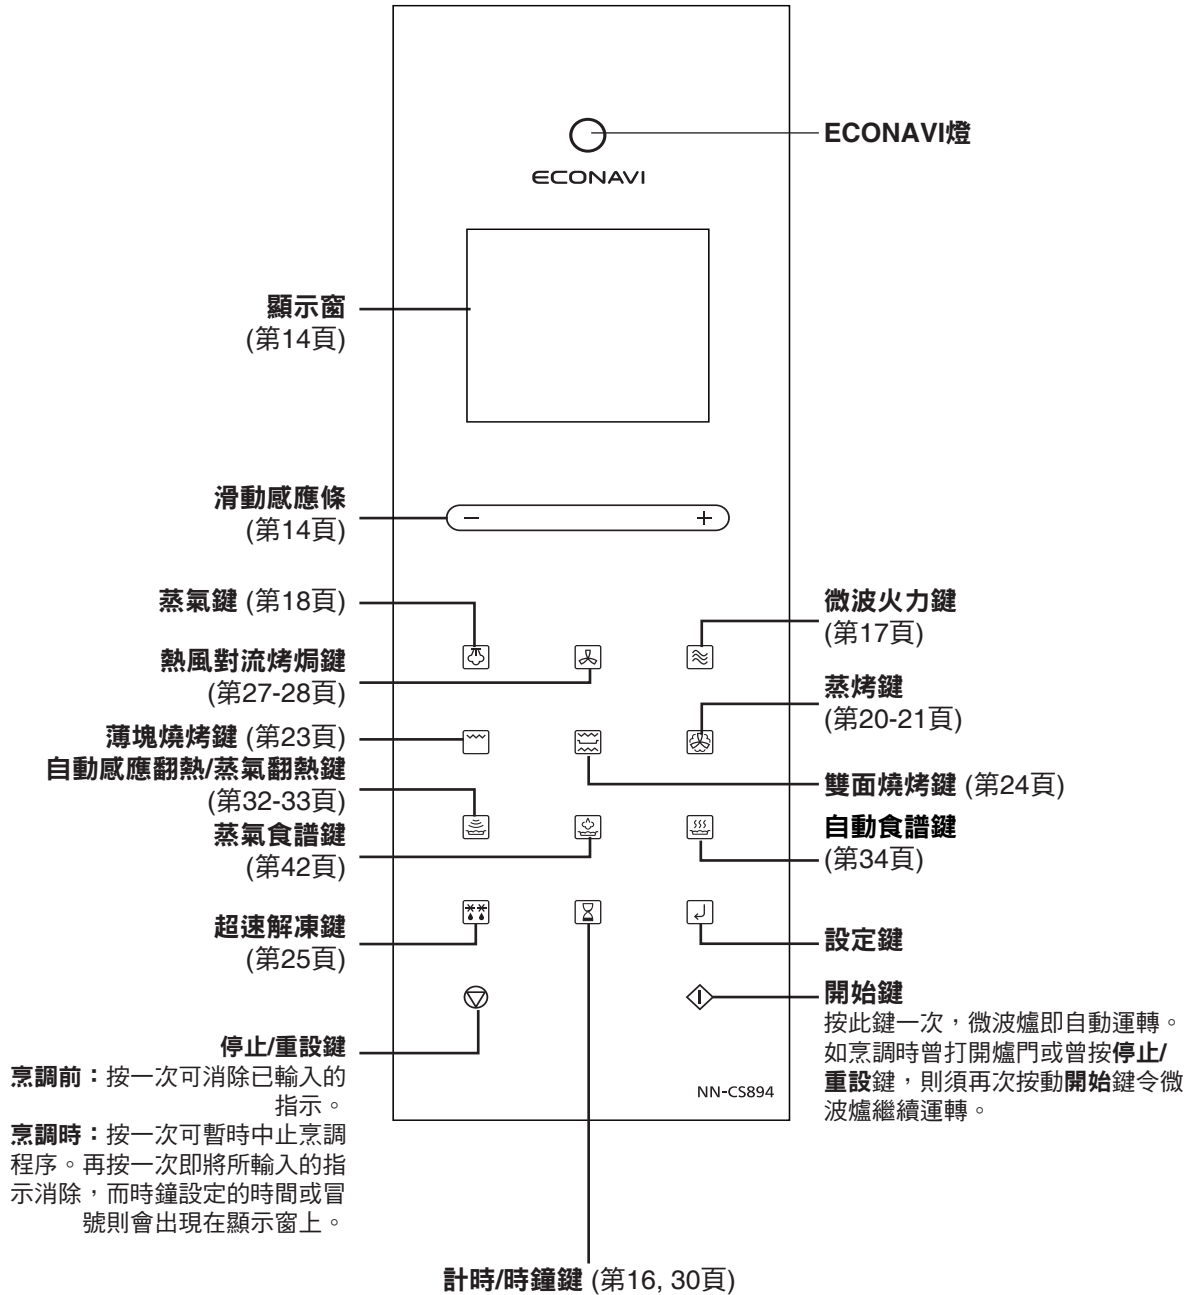 ECONAVI燈
ECONAVI
顯示窗
(第14頁)
滑動感應條
(第14頁)
蒸氣鍵 (第18頁)
微波火力鍵
(第17頁)
熱風對流烤焗鍵
(第27-28頁)
蒸烤鍵
(第20-21頁)
薄塊燒烤鍵 (第23頁)
自動感應翻熱/蒸氣翻熱鍵
(第32-33頁)
雙面燒烤鍵 (第24頁)
蒸氣食譜鍵
(第42頁)
自動食譜鍵
(第34頁)
超速解凍鍵
(第25頁)
設定鍵
開始鍵
按此鍵一次，微波爐即自動運轉。
如烹調時曾打開爐門或曾按停止/
重設鍵，則須再次按動開始鍵令微
波爐繼續運轉。
停止/重設鍵
烹調前：按一次可消除已輸入的
指示。
烹調時：按一次可暫時中止烹調
程序。再按一次即將所輸入的指
示消除，而時鐘設定的時間或冒
號則會出現在顯示窗上。
NN-CS894
計時/時鐘鍵 (第16, 30頁)